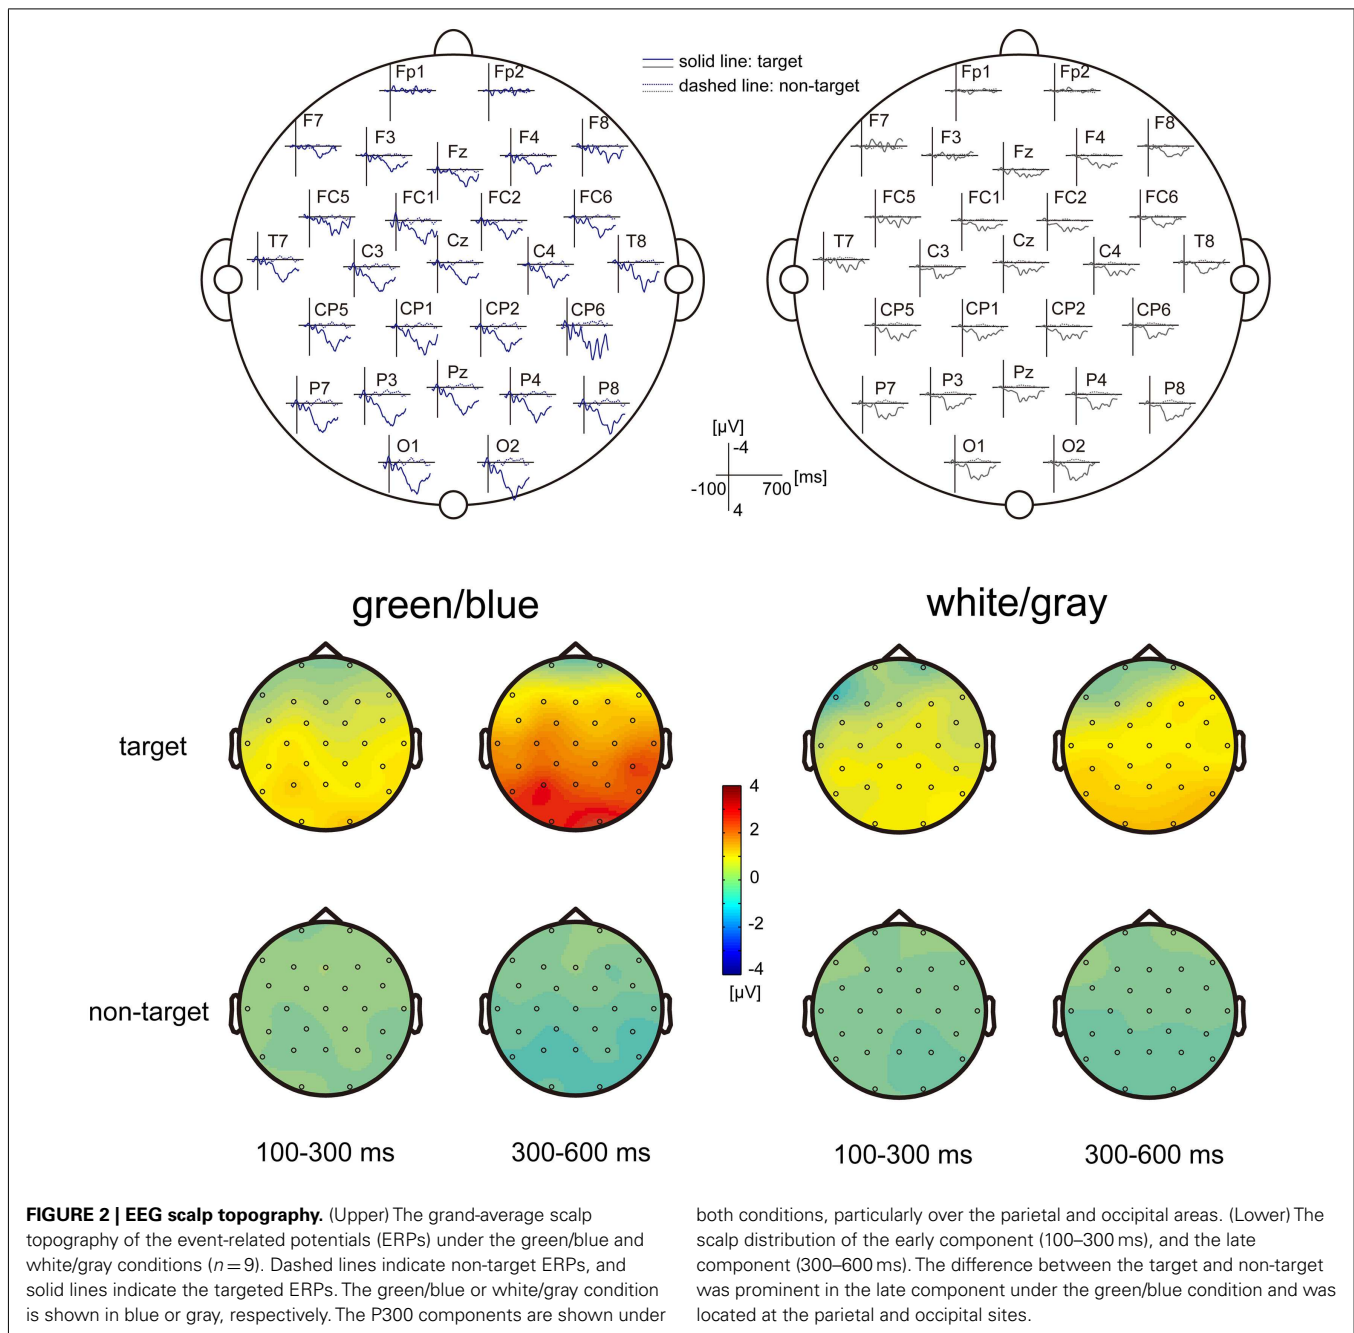 solid line: target
dashed line: non-target
Fp1 Fp2
F7 F3 Fz F4 F8
FC5 FC1 FC2 FC6
T7 C3 Cz C4 T8
CP5 CP1 CP2 CP6
P7 P3 Pz P4 P8
O1 O2
Fp1 Fp2
F7 F3 Fz F4 F8
FC5 FC1 FC2 FC6
T7 C3 Cz C4 T8
CP5 CP1 CP2 CP6
P7 P3 Pz P4 P8
O1 O2
[µV]
-4
-100 700 [ms]
4
green/blue white/gray
target
non-target
4
2
0
-2
-4
[µV]
100-300 ms 300-600 ms 100-300 ms 300-600 ms
FIGURE 2 | EEG scalp topography. (Upper) The grand-average scalp
topography of the event-related potentials (ERPs) under the green/blue and
white/gray conditions (n = 9). Dashed lines indicate non-target ERPs, and
solid lines indicate the targeted ERPs. The green/blue or white/gray condition
is shown in blue or gray, respectively. The P300 components are shown under
both conditions, particularly over the parietal and occipital areas. (Lower) The
scalp distribution of the early component (100–300 ms), and the late
component (300–600 ms). The difference between the target and non-target
was prominent in the late component under the green/blue condition and was
located at the parietal and occipital sites.